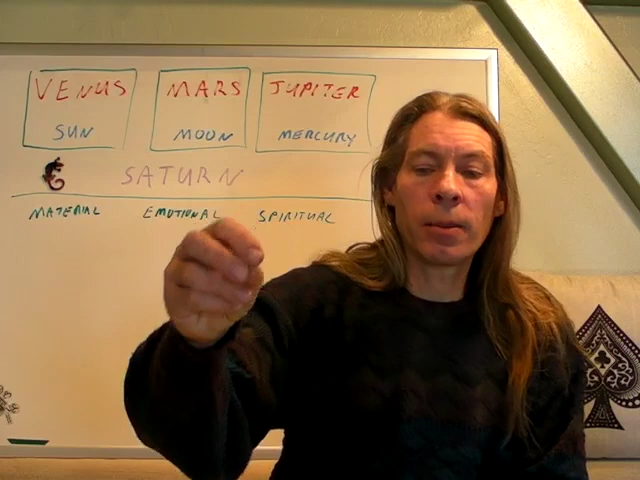 VENUS MARS JUPITER
SUN MOON MERCURY
SATURN
MATERIAL EMOTIONAL SPIRITUAL